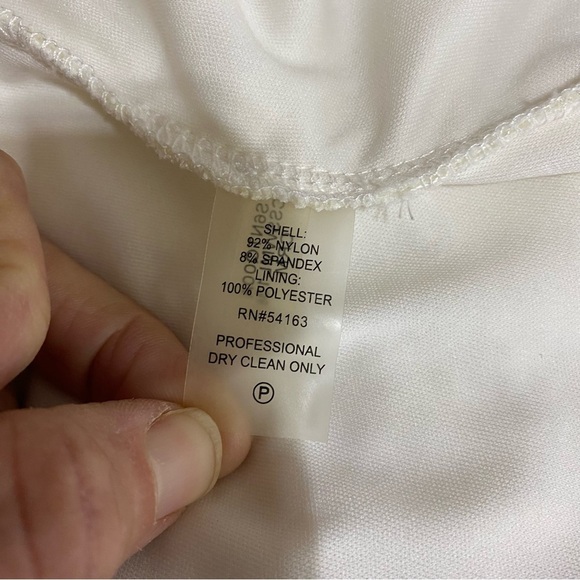 SHELL:
92% NYLON
8% SPANDEX
LINING:
100% POLYESTER
RN#54163
PROFESSIONAL
DRY CLEAN ONLY
P